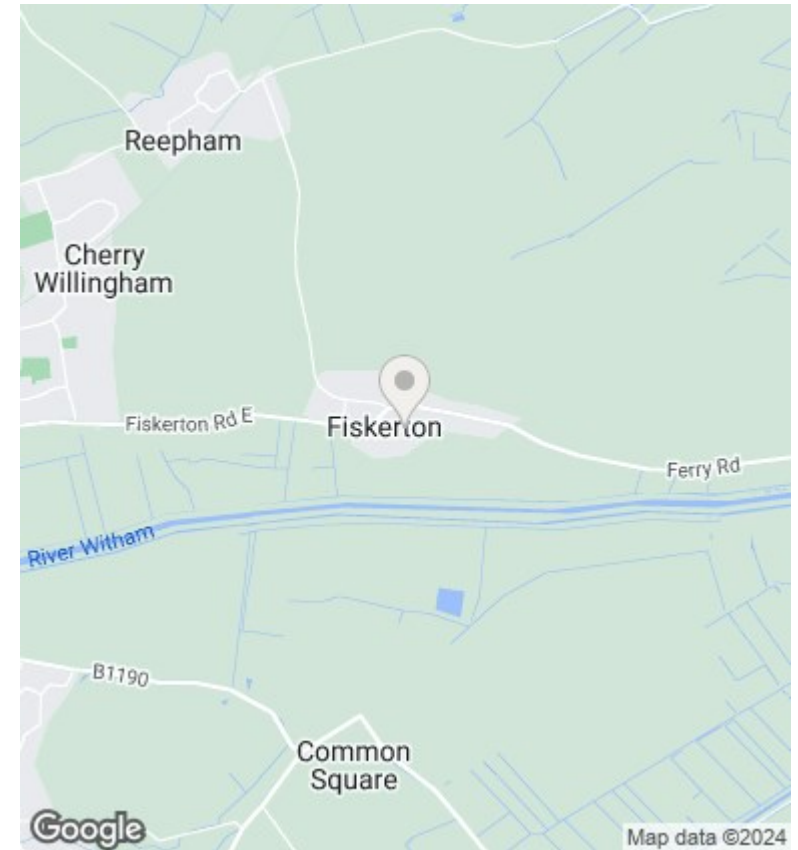 Reepham
Cherry
Willingham
Fiskerton Rd E
Fiskerton
Ferry Rd
River Witham
B1190
Common
Square
Google
Map data ©2024